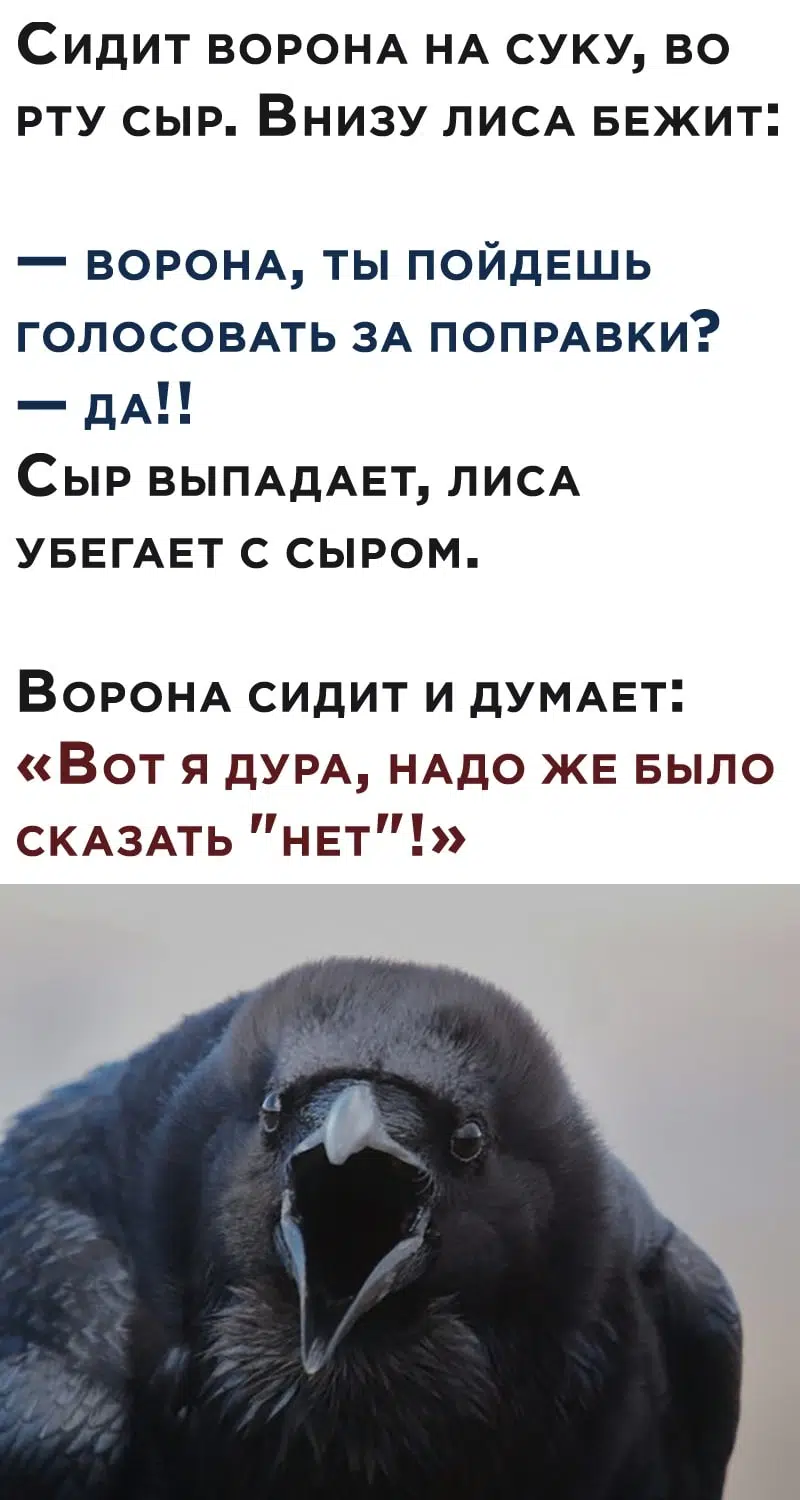 Сидит ворона на суку, во
рту сыр. Внизу лиса бежит:
— ворона, ты пойдешь
голосовать за поправки?
— да!!
Сыр выпадает, лиса
убегает с сыром.
Ворона сидит и думает:
«Вот я дура, надо же было
сказать "нет"!»